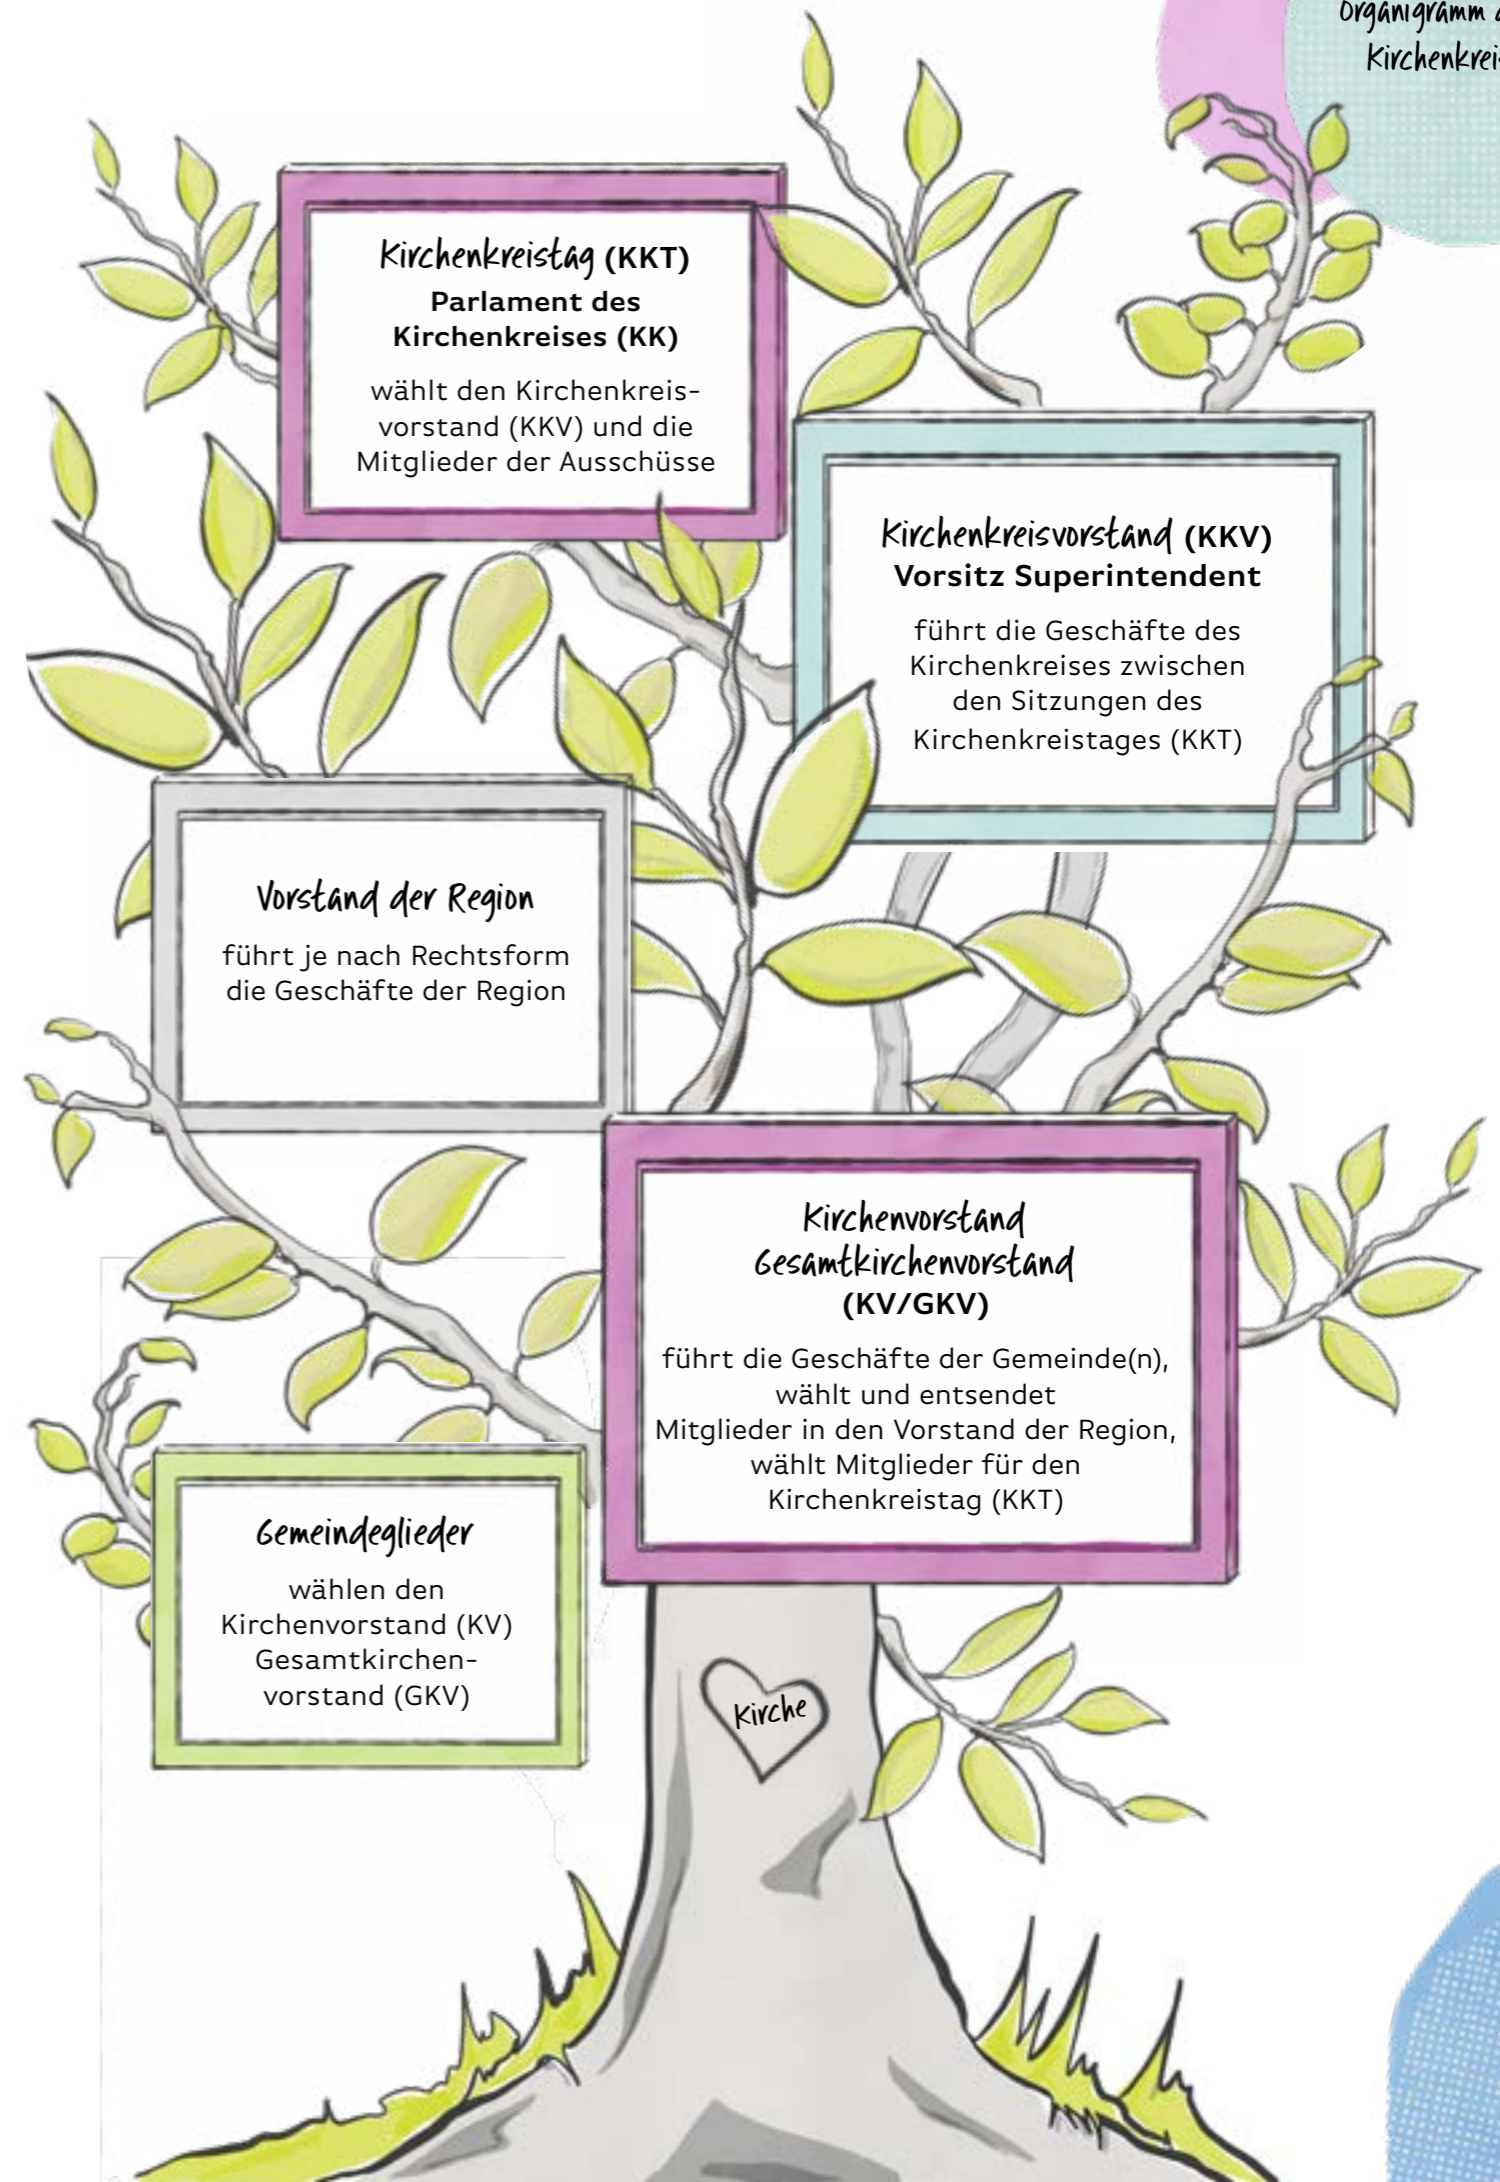 Organigramm
Kirchenkreis
Kirchenkreistag (KKT)
Parlament des
Kirchenkreises (KK)
wählt den Kirchenkreis-
vorstand (KKV) und die
Mitglieder der Ausschüsse
Kirchenkreisvorstand (KKV)
Vorsitz Superintendent
führt die Geschäfte des
Kirchenkreises zwischen
den Sitzungen des
Kirchenkreistages (KKT)
Vorstand der Region
führt je nach Rechtsform
die Geschäfte der Region
Kirchenvorstand
Gesamtkirchenvorstand
(KV/GKV)
führt die Geschäfte der Gemeinde(n),
wählt und entsendet
Mitglieder in den Vorstand der Region,
wählt Mitglieder für den
Kirchenkreistag (KKT)
Gemeindeglieder
wählen den
Kirchenvorstand (KV)
Gesamtkirchen-
vorstand (GKV)
Kirche